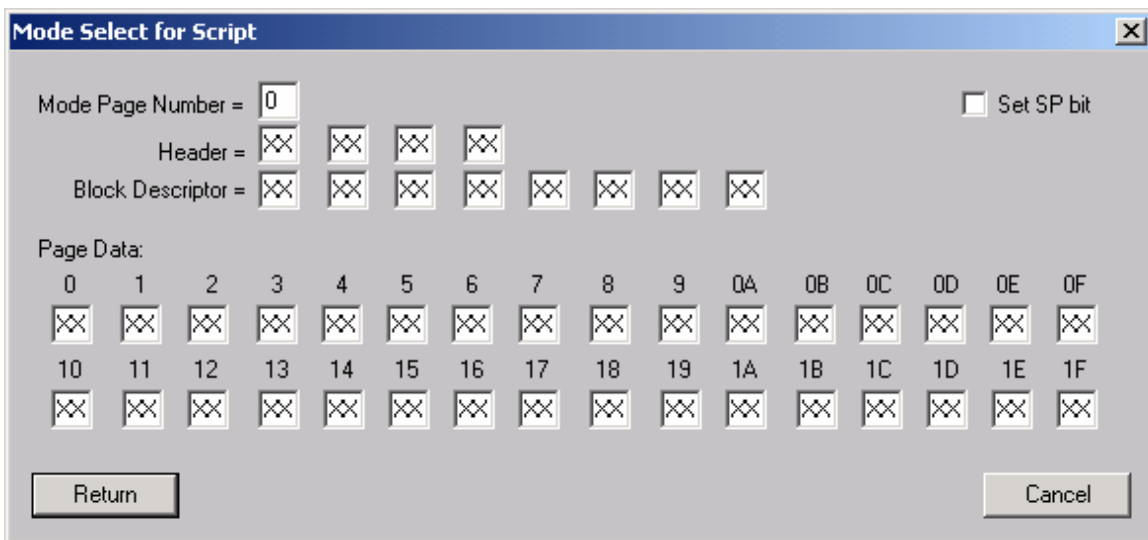 Mode Select for Script
Mode Page Number = 0 Set SP bit
Header = XX XX XX XX
Block Descriptor = XX XX XX XX XX XX XX XX
Page Data:
0 1 2 3 4 5 6 7 8 9 0A 0B 0C 0D 0E 0F
XX XX XX XX XX XX XX XX XX XX XX XX XX XX XX XX
10 11 12 13 14 15 16 17 18 19 1A 1B 1C 1D 1E 1F
XX XX XX XX XX XX XX XX XX XX XX XX XX XX XX XX
Return Cancel